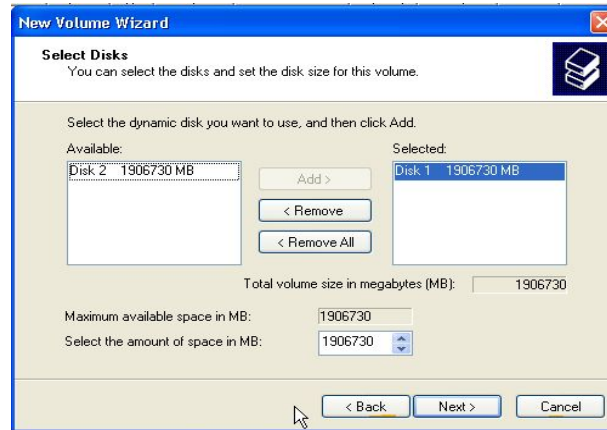 New Volume Wizard
Select Disks
You can select the disks and set the disk size for this volume.
Select the dynamic disk you want to use, and then click Add.
Available:
Selected:
Disk 2 1906730 MB
Add >
Disk 1 1906730 MB
< Remove
< Remove All
Total volume size in megabytes (MB): 1906730
Maximum available space in MB: 1906730
Select the amount of space in MB: 1906730
< Back
Next >
Cancel